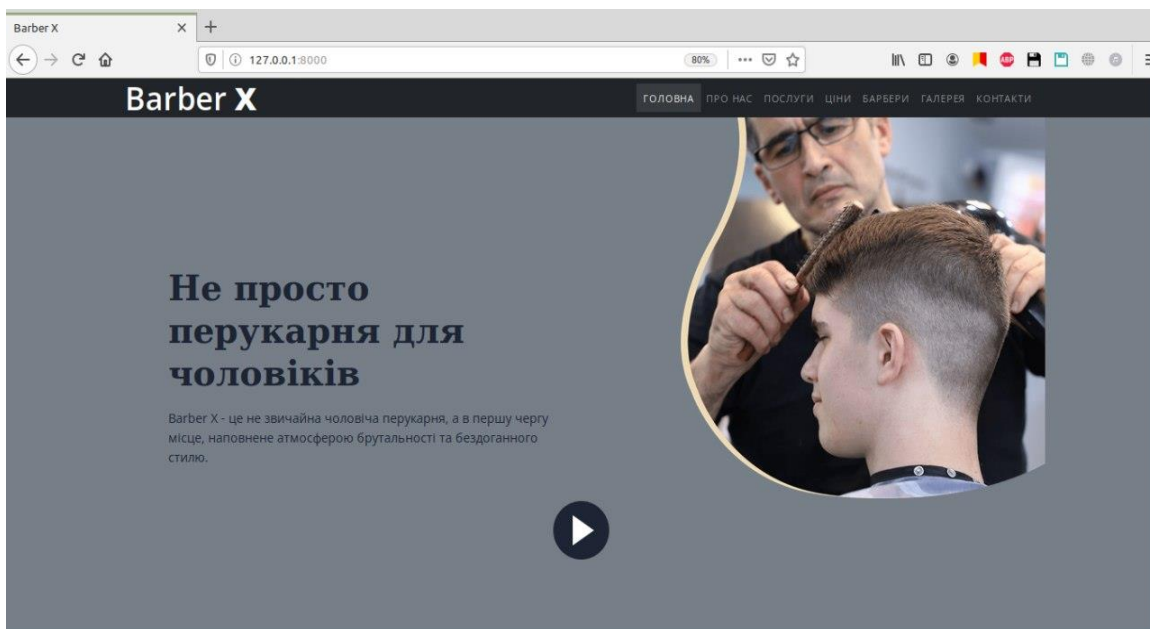 Barber X
127.0.0.1:8000
80%
ABP
Barber X
ГОЛОВНА ПРО НАС ПОСЛУГИ ЦІНИ БАРБЕРИ ГАЛЕРЕЯ КОНТАКТИ
Не просто
перукарня для
чоловіків
Barber X - це не звичайна чоловіча перукарня, а в першу чергу
місце, наповнене атмосферою брутальності та бездоганного
стилю.